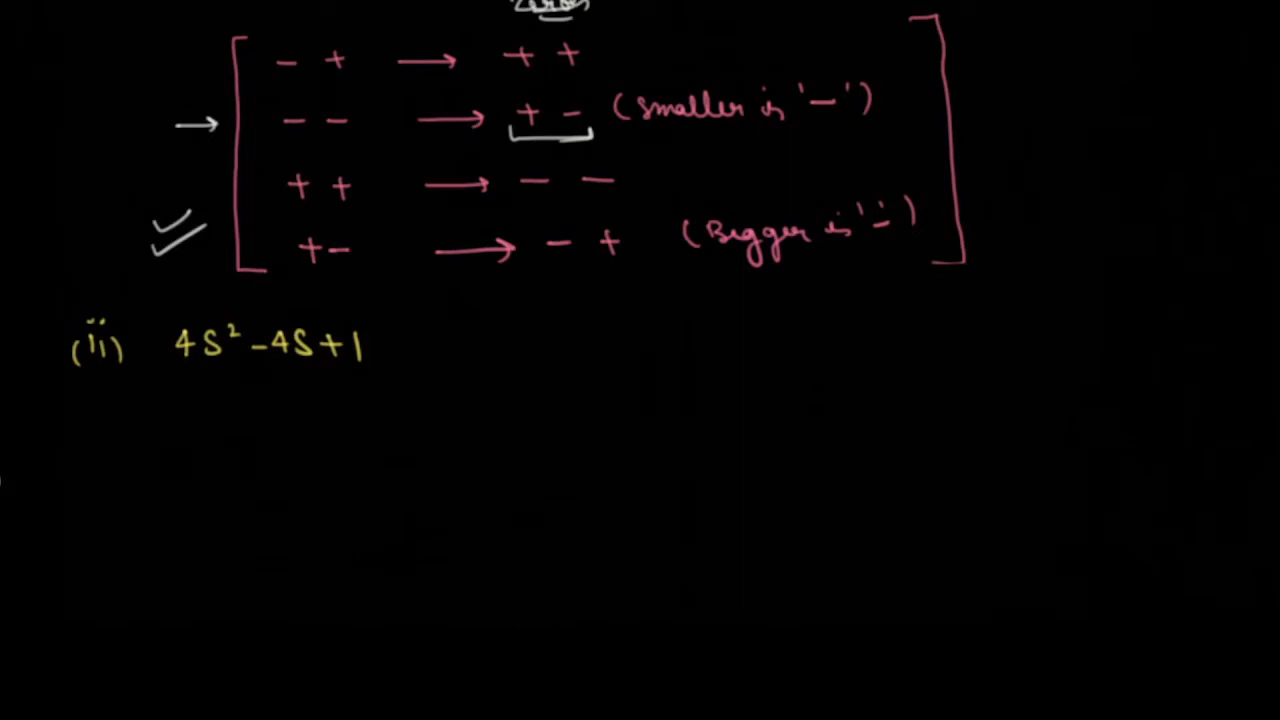 - + → + +
→ - - → + - (Smaller is '-')
+ + → - -
+ - → - + (Bigger is '-')
(ii) 4S² - 4S + 1